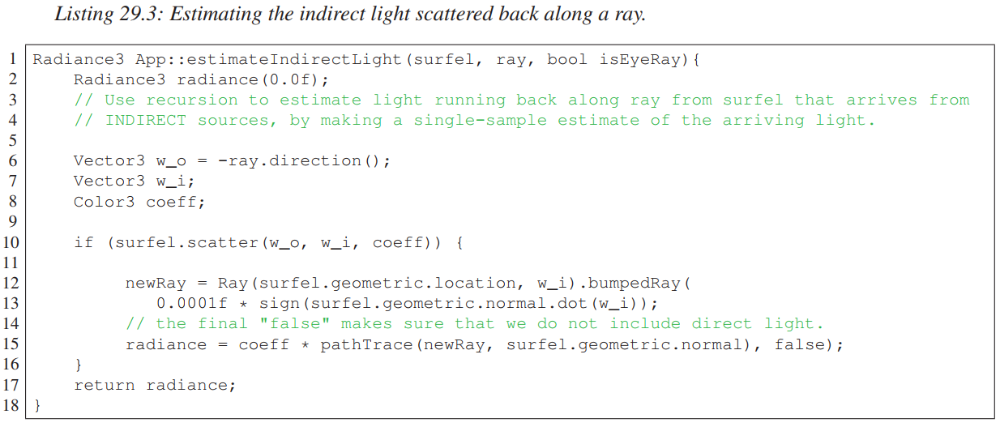 Listing 29.3: Estimating the indirect light scattered back along a ray.
1 Radiance3 App::estimateIndirectLight(surfel, ray, bool isEyeRay){
2 Radiance3 radiance(0.0f);
3 // Use recursion to estimate light running back along ray from surfel that arrives from
4 // INDIRECT sources, by making a single-sample estimate of the arriving light.
5
6 Vector3 w_o = -ray.direction();
7 Vector3 w_i;
8 Color3 coeff;
9
10 if (surfel.scatter(w_o, w_i, coeff)) {
11
12 newRay = Ray(surfel.geometric.location, w_i).bumpedRay(
13 0.0001f * sign(surfel.geometric.normal.dot(w_i));
14 // the final "false" makes sure that we do not include direct light.
15 radiance = coeff * pathTrace(newRay, surfel.geometric.normal), false);
16 }
17 return radiance;
18 }